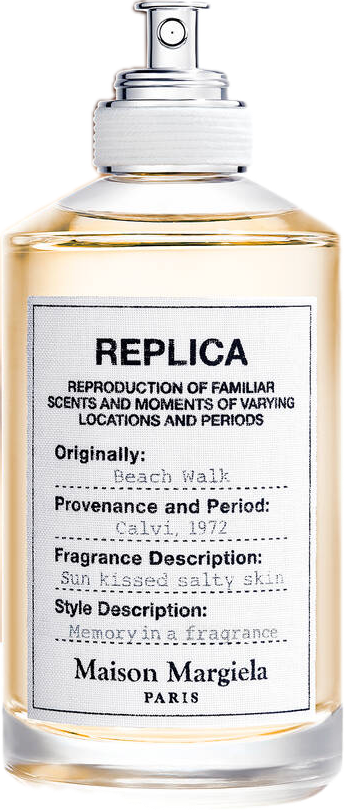 REPLICA
REPRODUCTION OF FAMILIAR
SCENTS AND MOMENTS OF VARYING
LOCATIONS AND PERIODS
Originally:
Beach Walk
Provenance and Period:
Calvi, 1972
Fragrance Description:
Sun kissed salty skin
Style Description:
Memory in a fragrance
Maison Margiela
PARIS